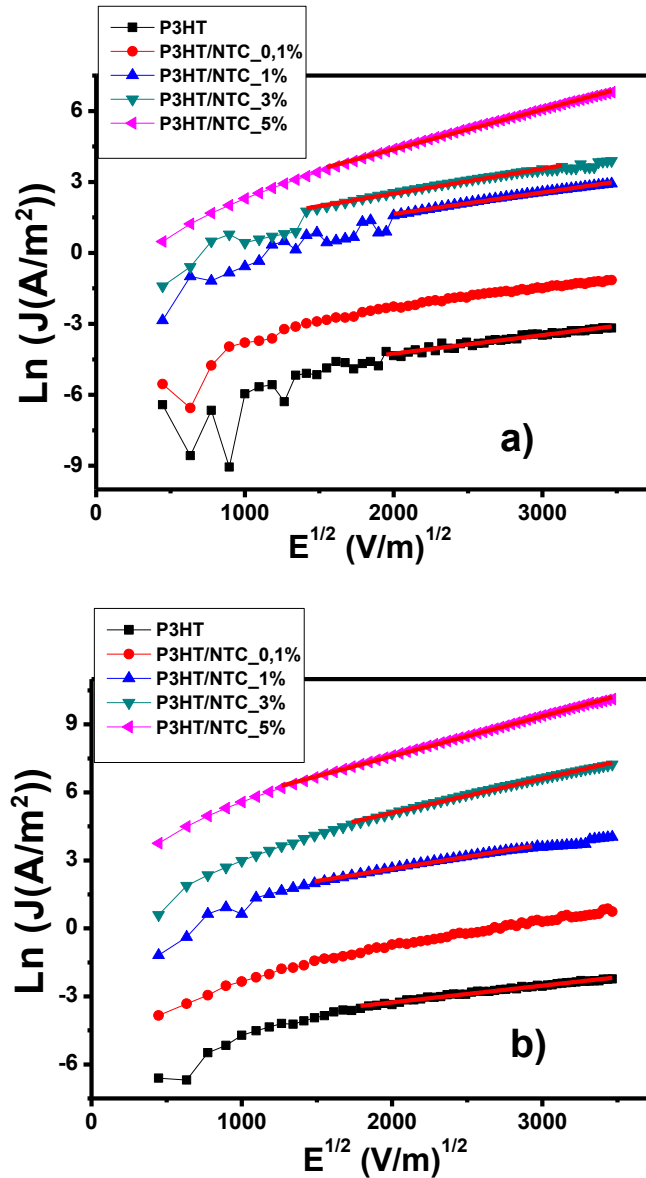 P3HT
P3HT/NTC_0,1%
P3HT/NTC_1%
P3HT/NTC_3%
P3HT/NTC_5%
Ln (J(A/m²))
6
3
0
-3
-6
-9
a)
0 1000 2000 3000
E^1/2 (V/m)^1/2
P3HT
P3HT/NTC_0,1%
P3HT/NTC_1%
P3HT/NTC_3%
P3HT/NTC_5%
Ln (J(A/m²))
9
6
3
0
-3
-6
b)
0 1000 2000 3000
E^1/2 (V/m)^1/2